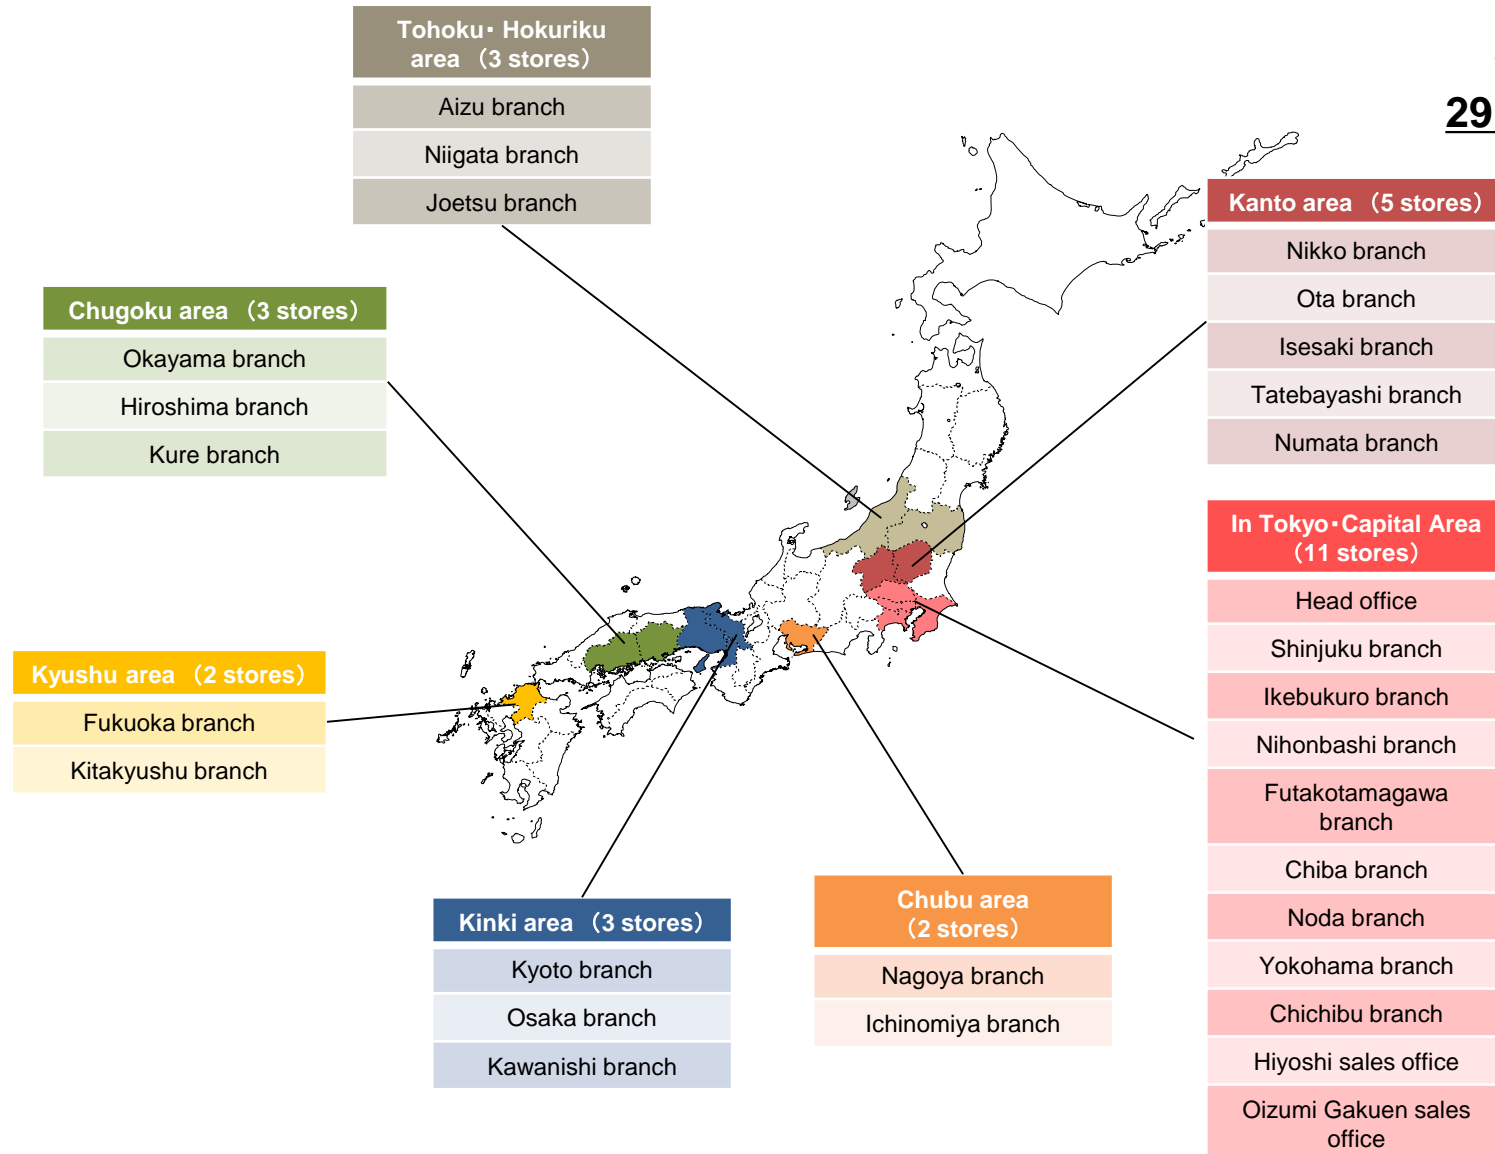 Tohoku・Hokuriku
area （3 stores）
Aizu branch
Niigata branch
Joetsu branch
29
Kanto area （5 stores）
Nikko branch
Ota branch
Isesaki branch
Tatebayashi branch
Numata branch
Chugoku area （3 stores）
Okayama branch
Hiroshima branch
Kure branch
In Tokyo・Capital Area
（11 stores）
Head office
Shinjuku branch
Ikebukuro branch
Nihonbashi branch
Futakotamagawa
branch
Chiba branch
Noda branch
Yokohama branch
Chichibu branch
Hiyoshi sales office
Oizumi Gakuen sales
office
Kyushu area （2 stores）
Fukuoka branch
Kitakyushu branch
Kinki area （3 stores）
Kyoto branch
Osaka branch
Kawanishi branch
Chubu area
（2 stores）
Nagoya branch
Ichinomiya branch